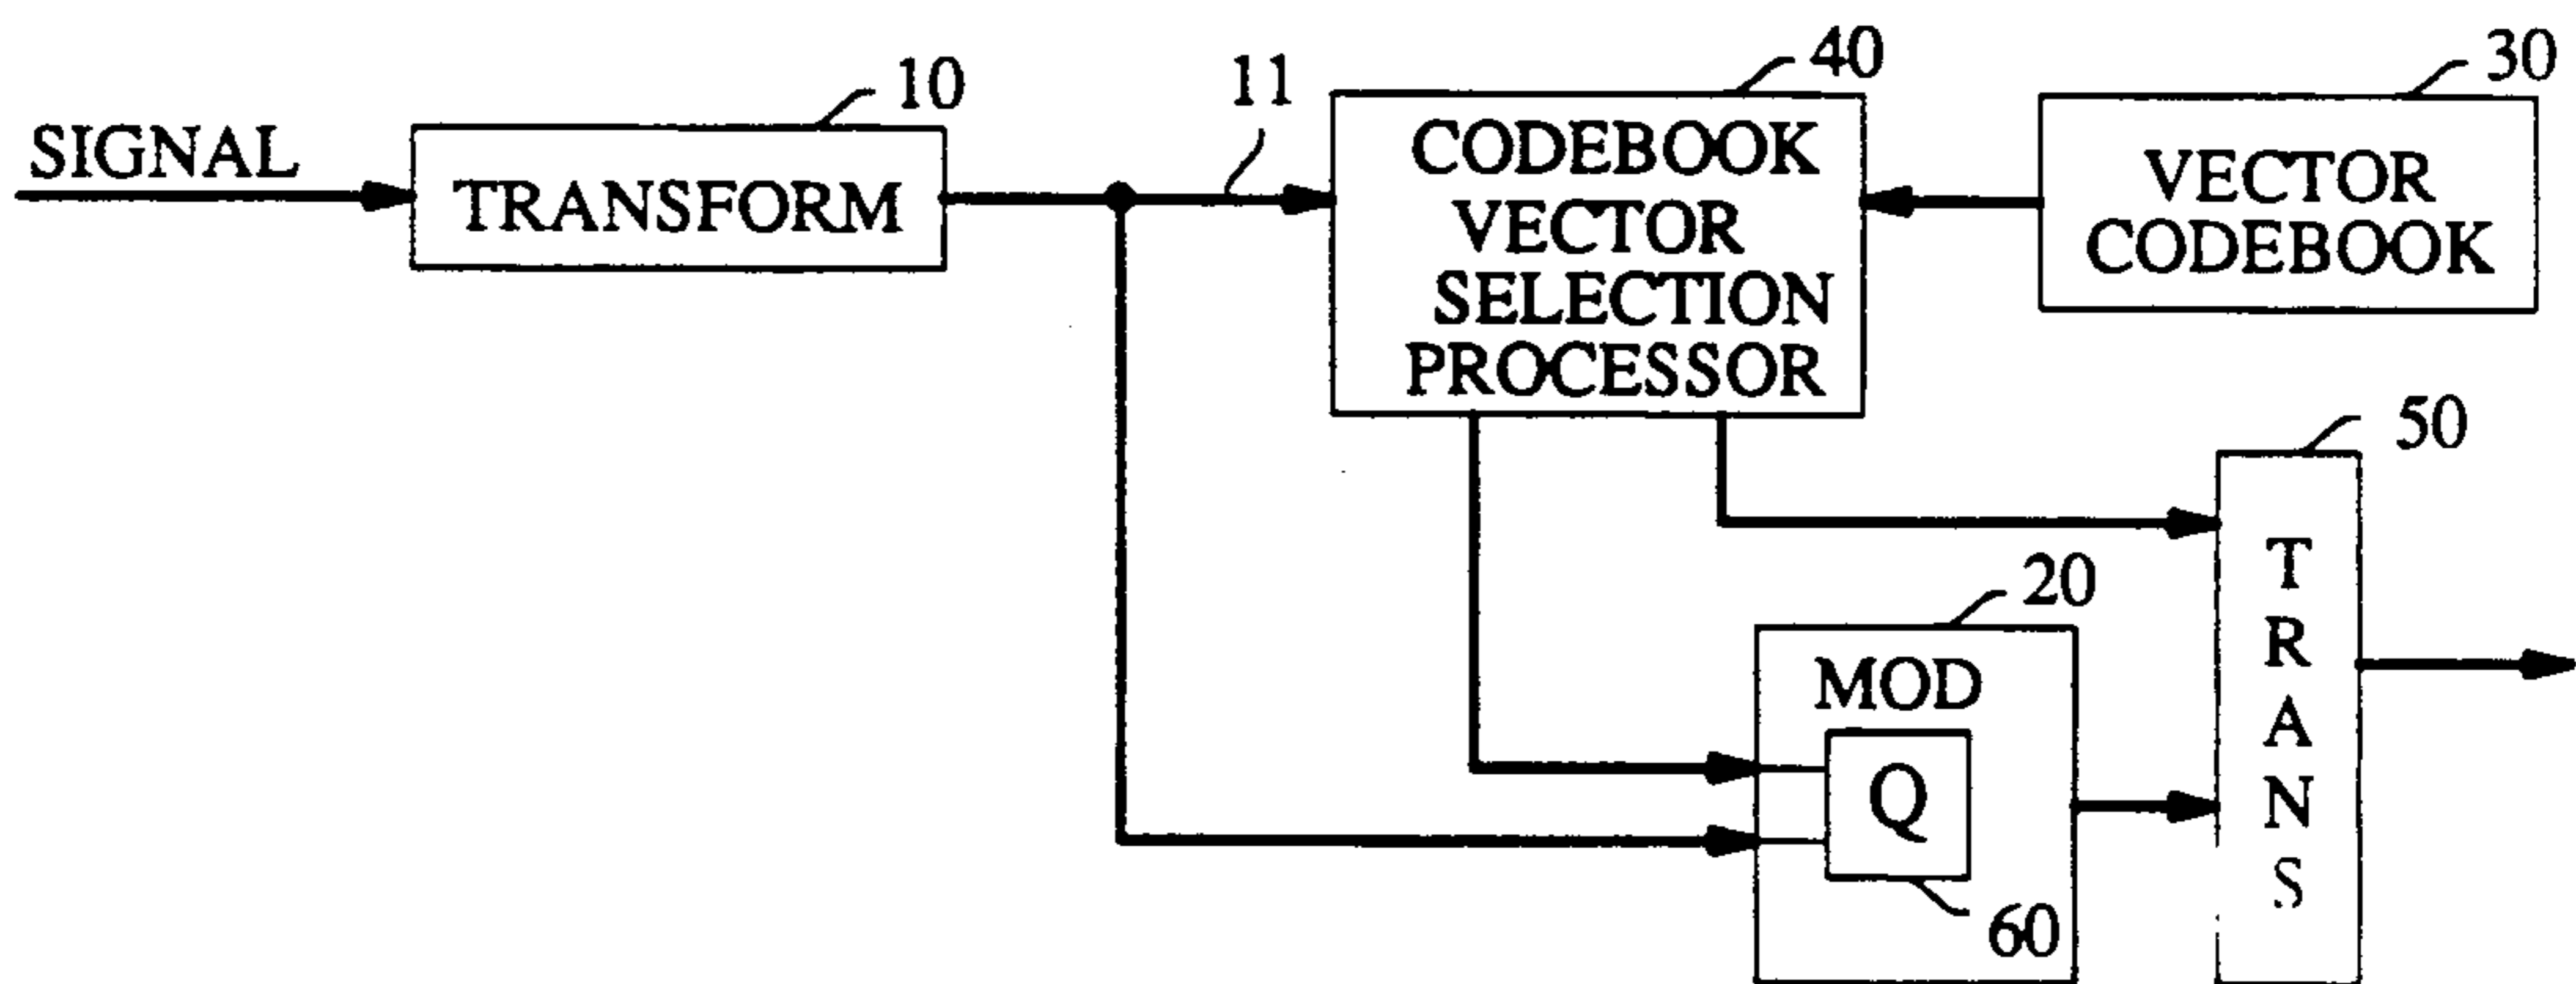 SIGNAL
10
TRANSFORM
11
40
CODEBOOK
VECTOR
SELECTION
PROCESSOR
30
VECTOR
CODEBOOK
50
T
R
A
N
S
20
MOD
Q
60